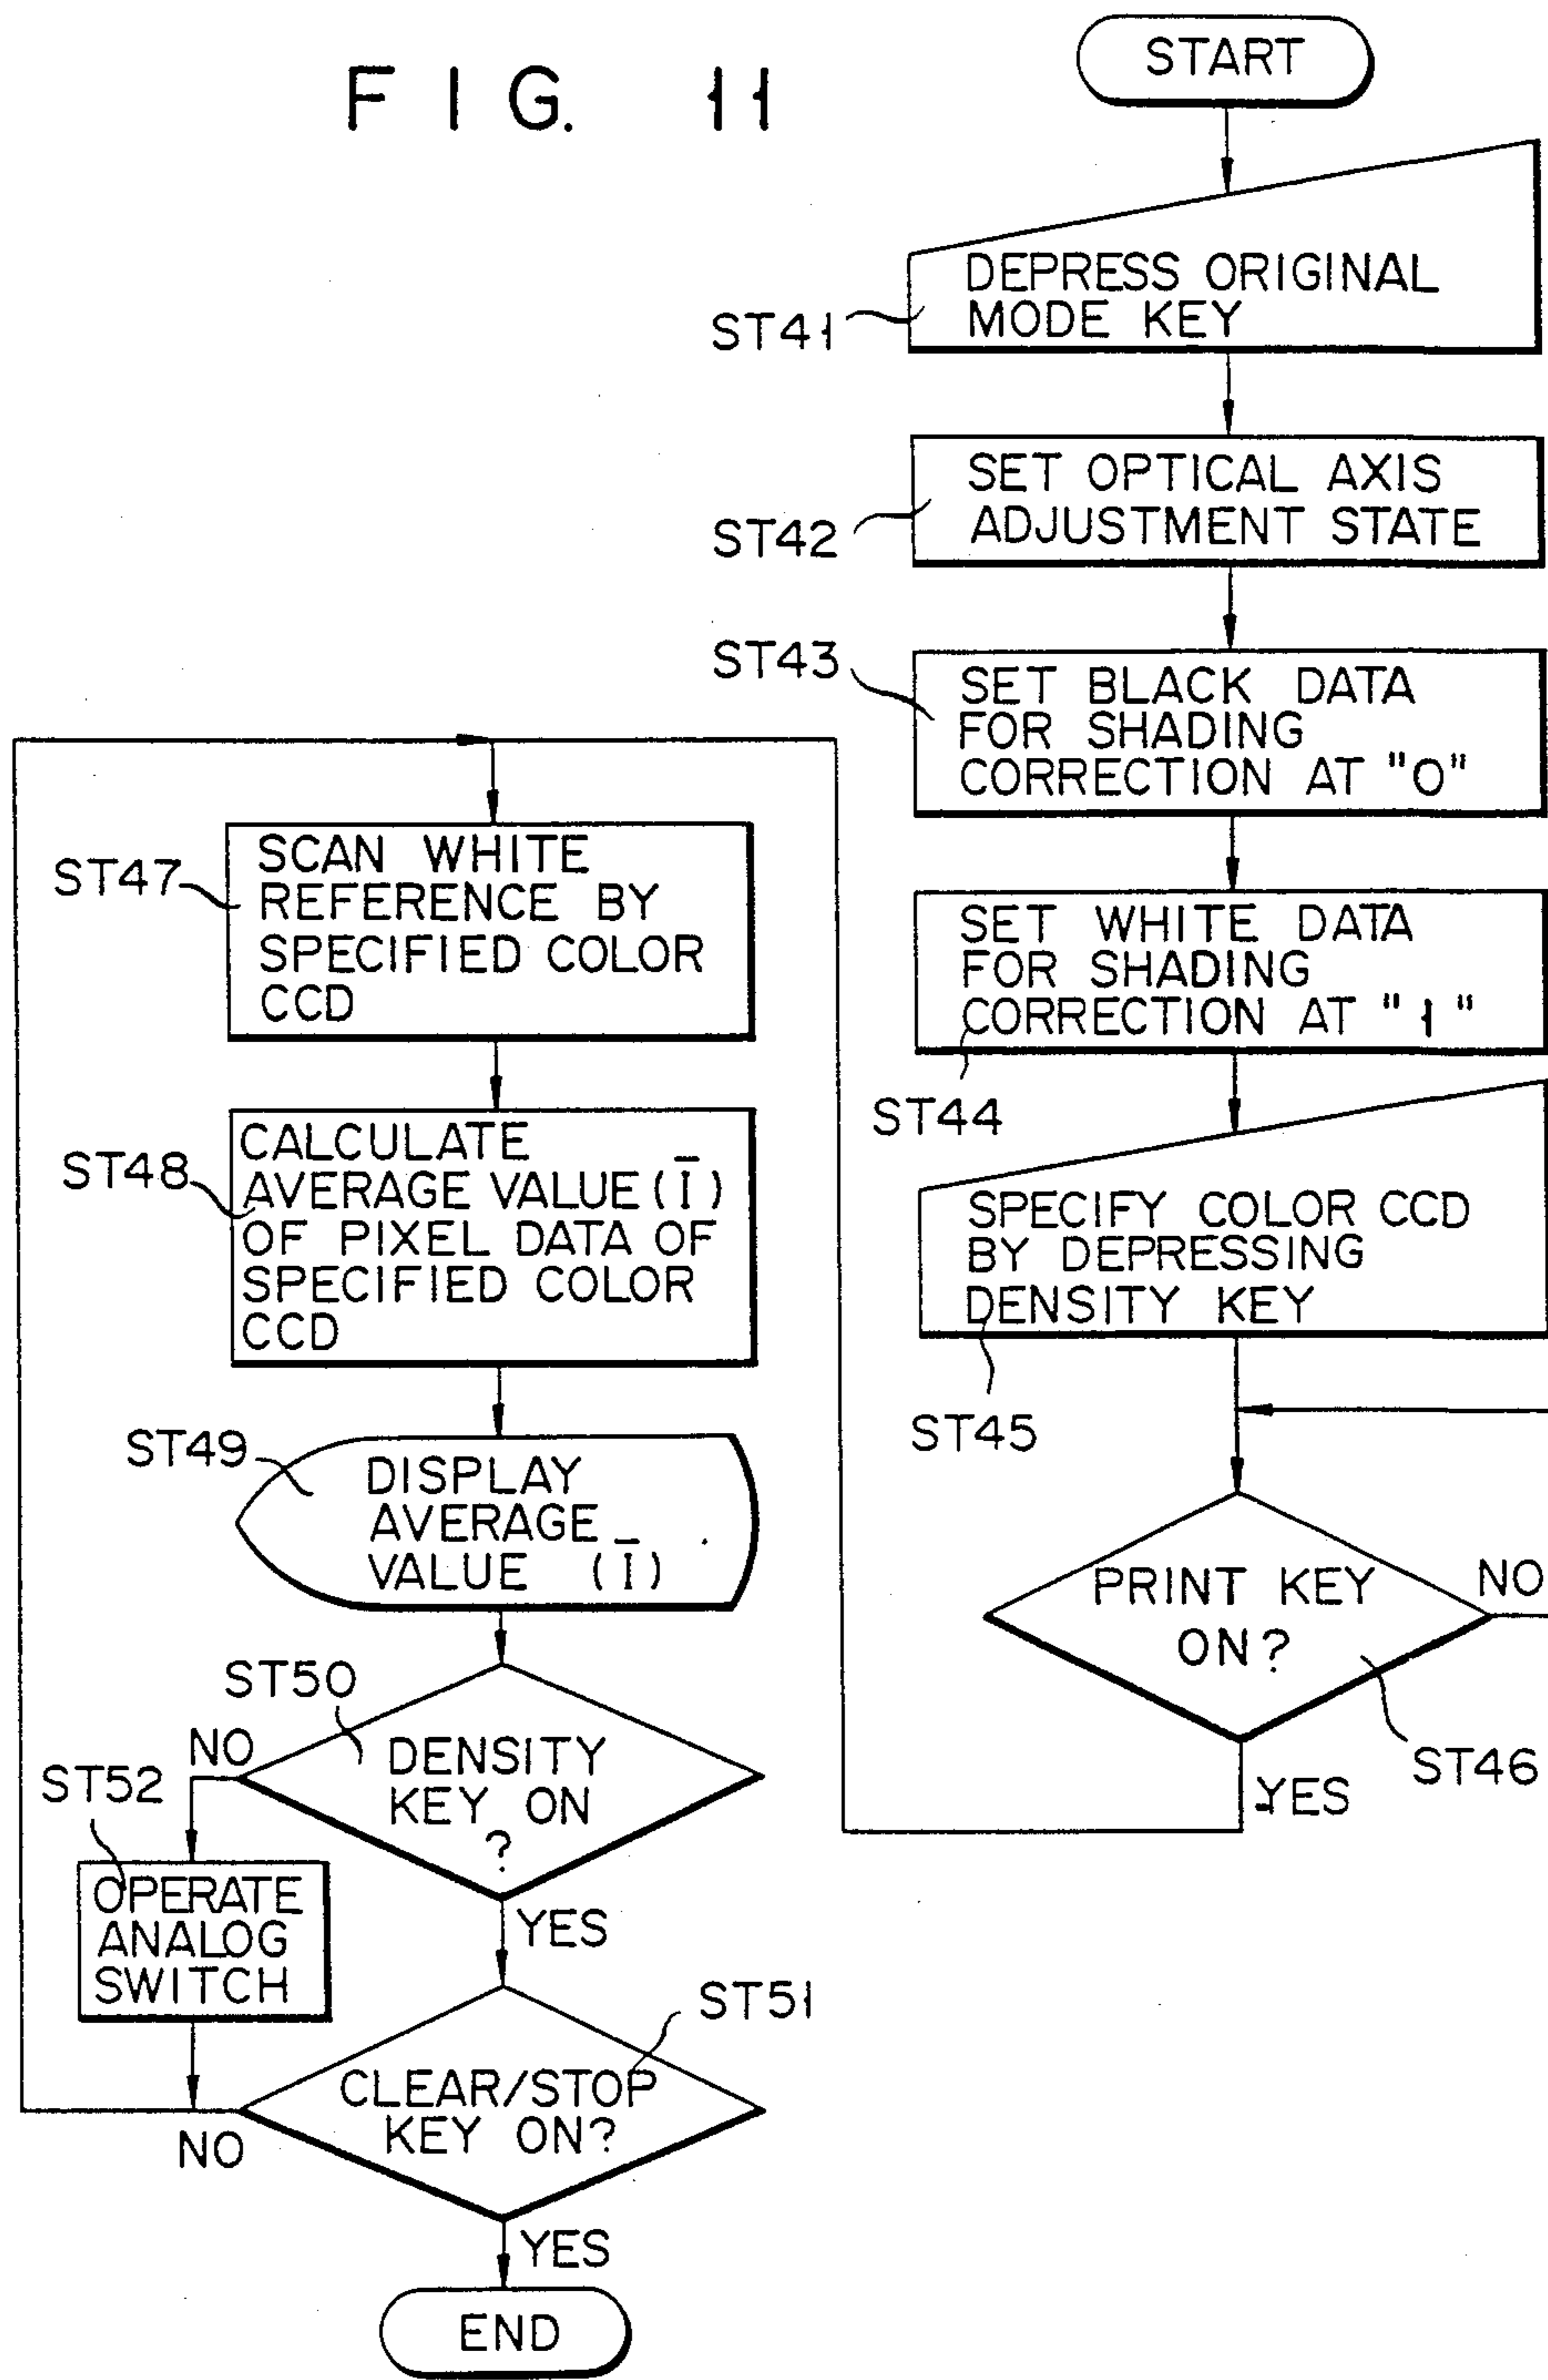 FIG. 11
START
DEPRESS ORIGINAL
MODE KEY
ST41
SET OPTICAL AXIS
ADJUSTMENT STATE
ST42
ST43
SET BLACK DATA
FOR SHADING
CORRECTION AT "0"
SET WHITE DATA
FOR SHADING
CORRECTION AT "1"
ST44
SPECIFY COLOR CCD
BY DEPRESSING
DENSITY KEY
ST45
PRINT KEY
ON?
NO
ST46
YES
ST47
SCAN WHITE
REFERENCE BY
SPECIFIED COLOR
CCD
ST48
CALCULATE
AVERAGE VALUE (Ī)
OF PIXEL DATA OF
SPECIFIED COLOR
CCD
ST49
DISPLAY
AVERAGE
VALUE (Ī)
ST50
DENSITY
KEY ON
?
NO
ST52
OPERATE
ANALOG
SWITCH
YES
ST51
CLEAR/STOP
KEY ON?
NO
YES
END